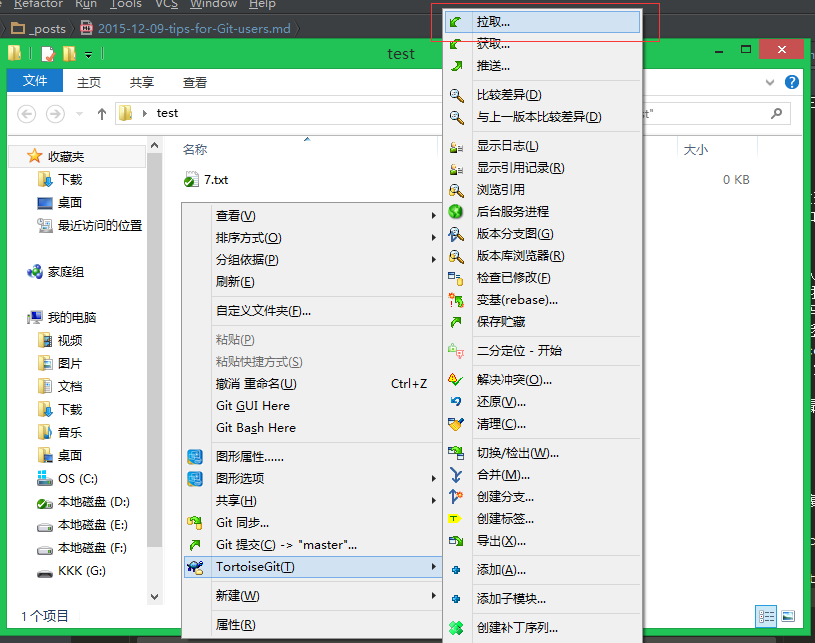 Refactor Run Tools VCS Window Help
_posts 2015-12-09-tips-for-Git-users.md
test
文件 主页 共享 查看
test
st"
名称 大小
收藏夹
下载
桌面
最近访问的位置
家庭组
我的电脑
视频
图片
文档
下载
音乐
桌面
OS (C:)
本地磁盘 (D:)
本地磁盘 (E:)
本地磁盘 (F:)
KKK (G:)
7.txt 0 KB
1 个项目
查看(V)
排序方式(O)
分组依据(P)
刷新(E)
自定义文件夹(F)...
粘贴(P)
粘贴快捷方式(S)
撤消 重命名(U) Ctrl+Z
Git GUI Here
Git Bash Here
图形属性......
图形选项
共享(H)
Git 同步...
Git 提交(C) -> "master"...
TortoiseGit(T)
新建(W)
属性(R)
拉取...
获取...
推送...
比较差异(D)
与上一版本比较差异(D)
显示日志(L)
显示引用记录(R)
浏览引用
后台服务进程
版本分支图(G)
版本库浏览器(R)
检查已修改(F)
变基(rebase)...
保存贮藏
二分定位 - 开始
解决冲突(O)...
还原(V)...
清理(C)...
切换/检出(W)...
合并(M)...
创建分支...
创建标签...
导出(X)...
添加(A)...
添加子模块...
创建补丁序列...